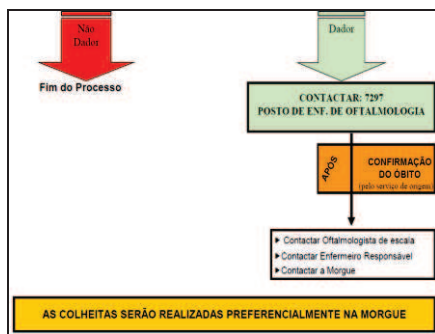 Não
Dador
Dador
Fim do Processo
CONTACTAR: 7297
POSTO DE ENF. DE OFTALMOLOGIA
APÓS
CONFIRMAÇÃO
DO ÓBITO
(pelo serviço de origem)
Contactar Oftalmologista de escala
Contactar Enfermeiro Responsável
Contactar a Morgue
AS COLHEITAS SERÃO REALIZADAS PREFERENCIALMENTE NA MORGUE